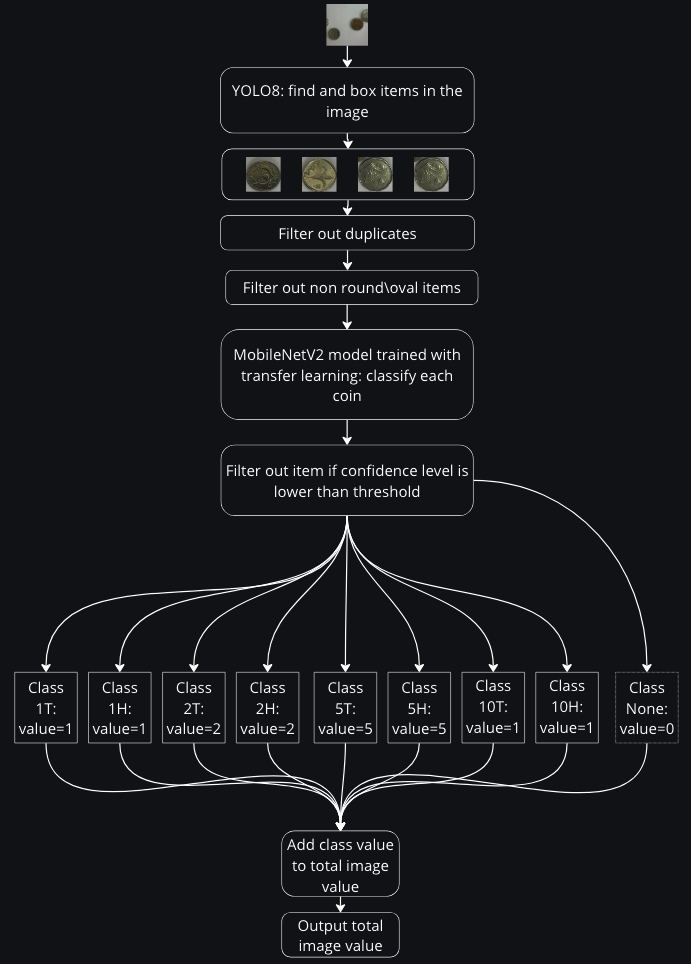 YOLO8: find and box items in the
image
Filter out duplicates
Filter out non round\oval items
MobileNetV2 model trained with
transfer learning: classify each
coin
Filter out item if confidence level is
lower than threshold
Class
1T:
value=1
Class
1H:
value=1
Class
2T:
value=2
Class
2H:
value=2
Class
5T:
value=5
Class
5H:
value=5
Class
10T:
value=1
Class
10H:
value=1
Class
None:
value=0
Add class value
to total image
value
Output total
image value